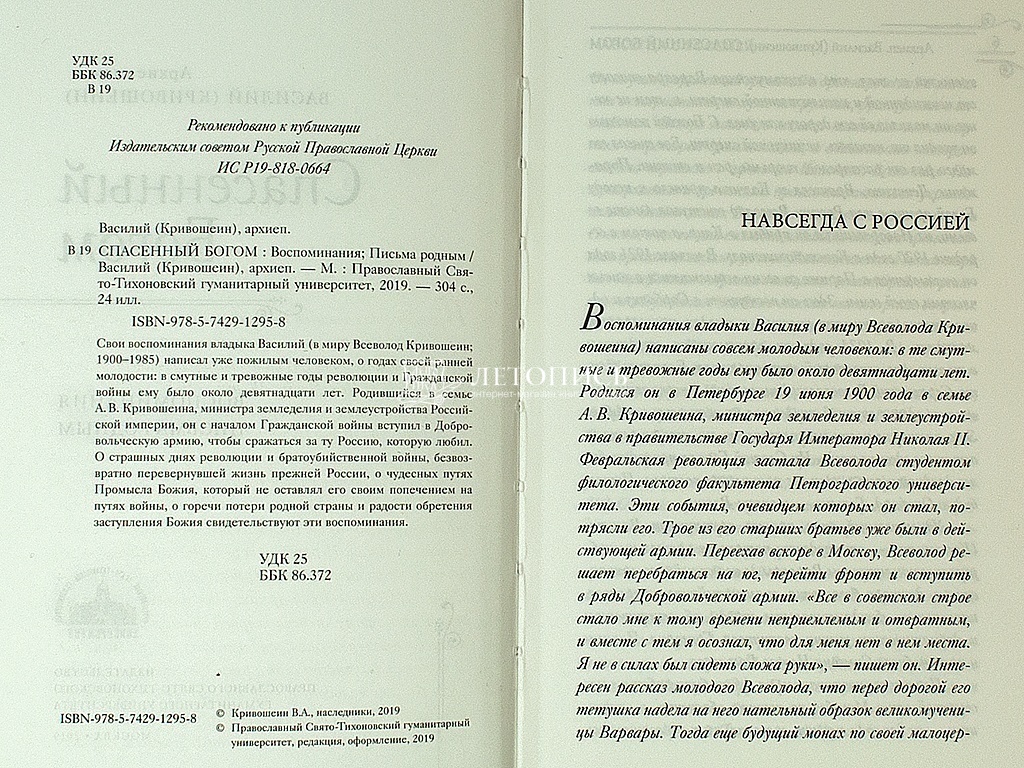 УДК 25
ББК 86.372
В 19
Рекомендовано к публикации
Издательским советом Русской Православной Церкви
ИС Р19-818-0664
Василий (Кривошеин), архиеп.
В 19 СПАСЕННЫЙ БОГОМ : Воспоминания; Письма родным /
Василий (Кривошеин), архиеп. — М. : Православный Свя-
то-Тихоновский гуманитарный университет, 2019. — 304 с.,
24 илл.
ISBN-978-5-7429-1295-8
Свои воспоминания владыка Василий (в миру Всеволод Кривошеин;
1900–1985) написал уже пожилым человеком, о годах своей ранней
молодости: в смутные и тревожные годы революции и Гражданской
войны ему было около девятнадцати лет. Родившийся в семье
А. В. Кривошеина, министра земледелия и землеустройства Россий-
ской империи, он с началом Гражданской войны вступил в Добро-
вольческую армию, чтобы сражаться за ту Россию, которую любил.
О страшных днях революции и братоубийственной войны, безвоз-
вратно перевернувшей жизнь прежней России, о чудесных путях
Промысла Божия, который не оставлял его своим попечением на
путях войны, о горечи потери родной страны и радости обретения
заступления Божия свидетельствуют эти воспоминания.
УДК 25
ББК 86.372
ISBN-978-5-7429-1295-8
© Кривошеин В.А., наследники, 2019
© Православный Свято-Тихоновский гуманитарный
университет, редакция, оформление, 2019
НАВСЕГДА С РОССИЕЙ
Воспоминания владыки Василия (в миру Всеволода Кри-
вошеина) написаны совсем молодым человеком: в те смут-
ные и тревожные годы ему было около девятнадцати лет.
Родился он в Петербурге 19 июня 1900 года в семье
А. В. Кривошеина, министра земледелия и землеустрой-
ства в правительстве Государя Императора Николая II.
Февральская революция застала Всеволода студентом
филологического факультета Петроградского универси-
тета. Эти события, очевидцем которых он стал, по-
трясли его. Трое из его старших братьев уже были в дей-
ствующей армии. Переехав вскоре в Москву, Всеволод ре-
шает перебраться на юг, перейти фронт и вступить
в ряды Добровольческой армии. «Все в советском строе
стало мне к тому времени неприемлемым и отвратным,
и вместе с тем я осознал, что для меня нет в нем места.
Я не в силах был сидеть сложа руки», — пишет он. Инте-
ресен рассказ молодого Всеволода, что перед дорогой его
тетушка надела на него нательный образок великомучени-
цы Варвары. Тогда еще будущий монах по своей малоцер-
ЛЕТОПИСЕЦ